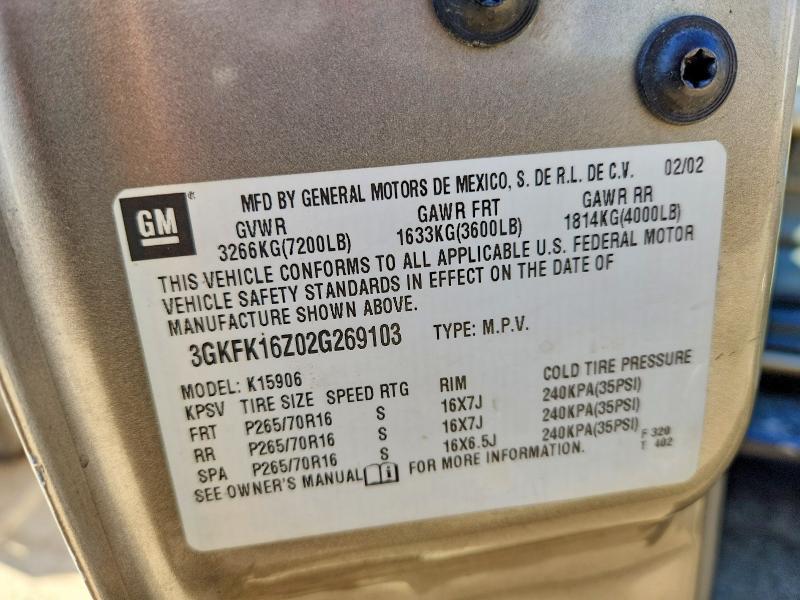 GM MFD BY GENERAL MOTORS DE MEXICO, S. DE R.L. DE C.V. 02/02
GVWR GAWR FRT GAWR RR
3266KG(7200LB) 1633KG(3600LB) 1814KG(4000LB)
THIS VEHICLE CONFORMS TO ALL APPLICABLE U.S. FEDERAL MOTOR
VEHICLE SAFETY STANDARDS IN EFFECT ON THE DATE OF
MANUFACTURE SHOWN ABOVE.
3GKFK16Z02G269103 TYPE: M.P.V.
MODEL: K15906
KPSV TIRE SIZE SPEED RTG RIM COLD TIRE PRESSURE
FRT P265/70R16 S 16X7J 240KPA(35PSI)
RR P265/70R16 S 16X7J 240KPA(35PSI)
SPA P265/70R16 S 16X6.5J 240KPA(35PSI)
SEE OWNER'S MANUAL FOR MORE INFORMATION.
F 320
T 402